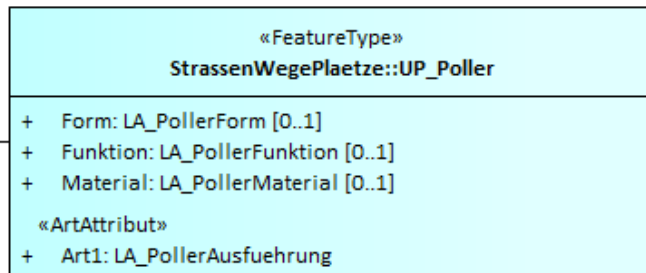 «FeatureType»
StrassenWegePlaetze::UP_Poller
+ Form: LA_PollerForm [0..1]
+ Funktion: LA_PollerFunktion [0..1]
+ Material: LA_PollerMaterial [0..1]
«ArtAttribut»
+ Art1: LA_PollerAusfuehrung